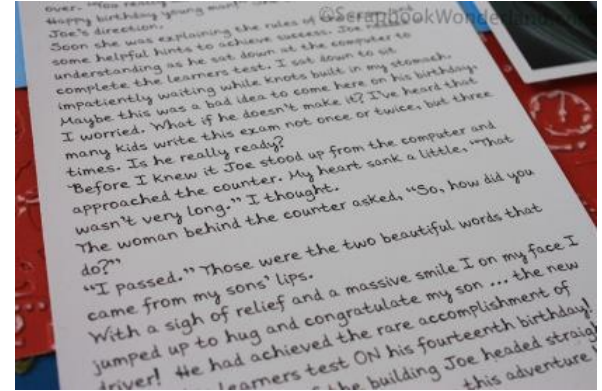 over. "You really
Happy birthday young man!"
Joe's direction.
Soon she was explaining the rules of
some helpful hints to achieve success. Joe
understanding as he sat down at the computer to
complete the learners test. I sat down to sit
impatiently waiting while knots built in my stomach.
Maybe this was a bad idea to come here on his birthday.
I worried. What if he doesn't make it? I've heard that
many kids write this exam not once or twice, but three
times. Is he really ready?
Before I knew it Joe stood up from the computer and
approached the counter. My heart sank a little, "That
wasn't very long." I thought.
The woman behind the counter asked, "So, how did you
do?"
"I passed." Those were the two beautiful words that
came from my sons' lips.
With a sigh of relief and a massive smile I on my face I
jumped up to hug and congratulate my son ... the new
driver! He had achieved the rare accomplishment of
learners test ON his fourteenth birthday!
the building Joe headed straight
this adventure
©ScrapbookWonderland.com